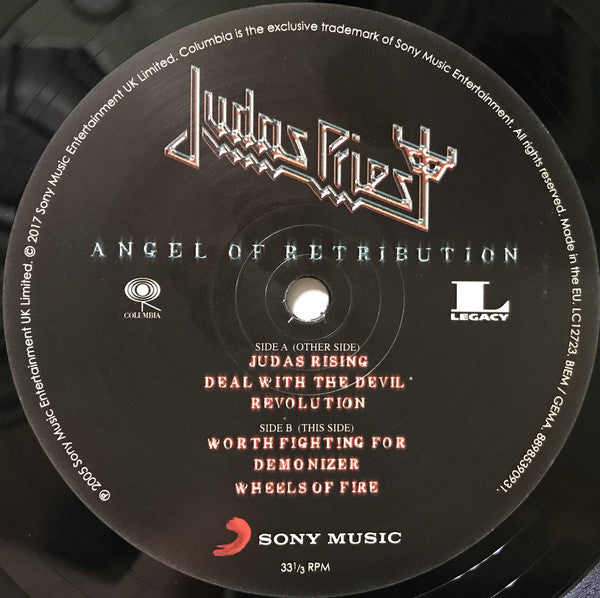 ℗ 2005 Sony Music Entertainment UK Limited. © 2017 Sony Music Entertainment UK Limited. Columbia is the exclusive trademark of Sony Music Entertainment. All rights reserved. Made in the EU. LC12723. BIEM / GEMA. 88985390931.
Judas Priest
ANGEL OF RETRIBUTION
COLUMBIA
L
LEGACY
SIDE A (OTHER SIDE)
JUDAS RISING
DEAL WITH THE DEVIL
REVOLUTION
SIDE B (THIS SIDE)
WORTH FIGHTING FOR
DEMONIZER
WHEELS OF FIRE
SONY MUSIC
33 1/3 RPM